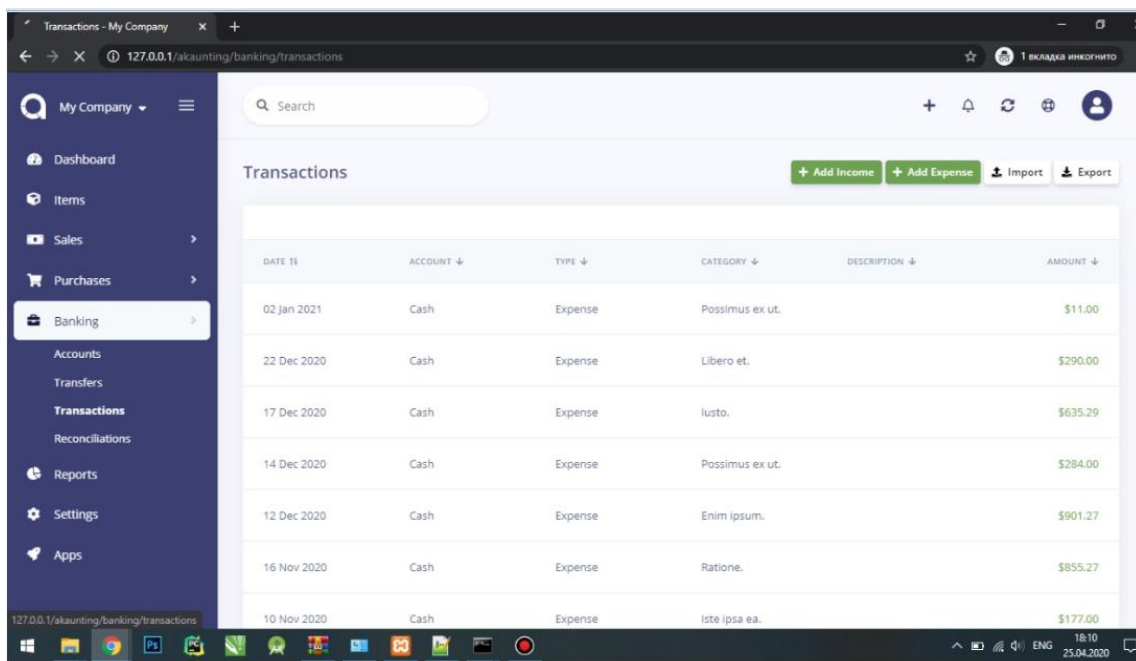 Transactions - My Company
127.0.0.1/akaunting/banking/transactions
1 вкладка инкогнито
My Company
Search
Dashboard
Items
Sales
Purchases
Banking
Accounts
Transfers
Transactions
Reconciliations
Reports
Settings
Apps
Transactions
+ Add Income + Add Expense Import Export
DATE ACCOUNT TYPE CATEGORY DESCRIPTION AMOUNT
02 Jan 2021 Cash Expense Possimus ex ut. $11.00
22 Dec 2020 Cash Expense Libero et. $290.00
17 Dec 2020 Cash Expense Iusto. $635.29
14 Dec 2020 Cash Expense Possimus ex ut. $284.00
12 Dec 2020 Cash Expense Enim ipsum. $901.27
16 Nov 2020 Cash Expense Ratione. $855.27
10 Nov 2020 Cash Expense Iste ipsa ea. $177.00
127.0.0.1/akaunting/banking/transactions
Ps PC
ENG 18:10
25.04.2020